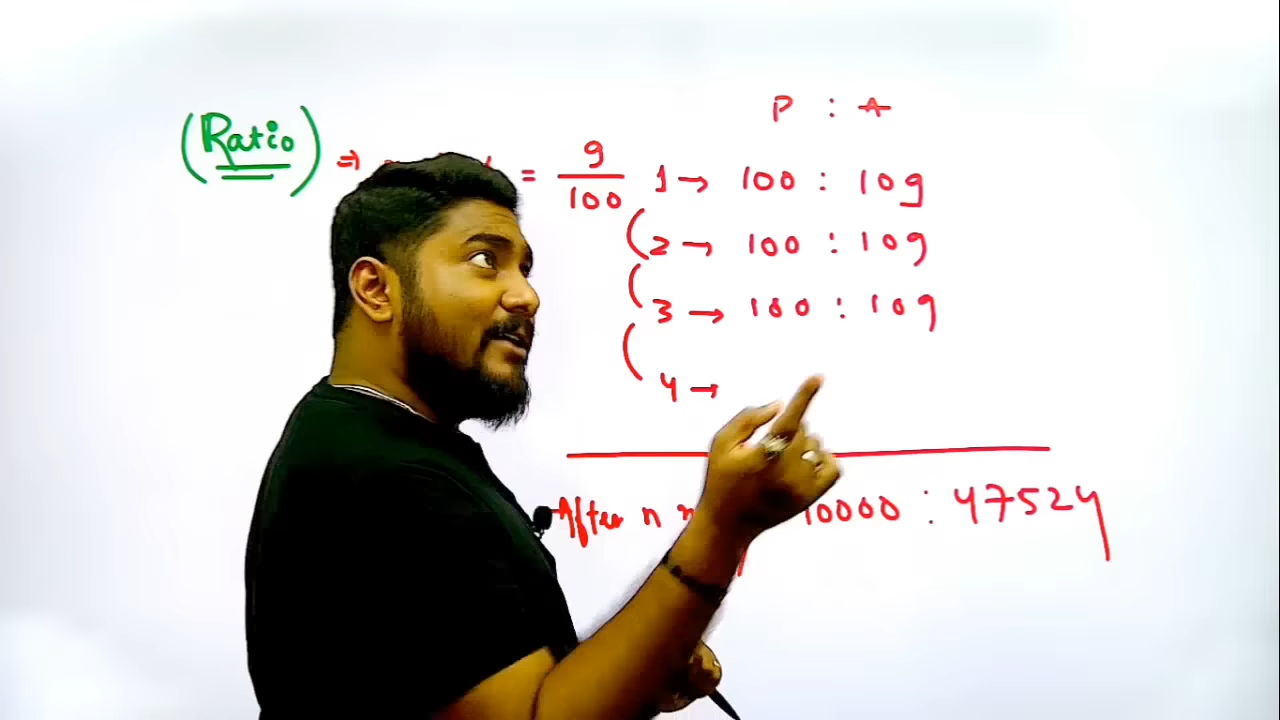 P : A
(Ratio) ⇒ = 9/100 1 → 100 : 109
2 → 100 : 109
3 → 100 : 109
4 →
After n 10000 : 47524